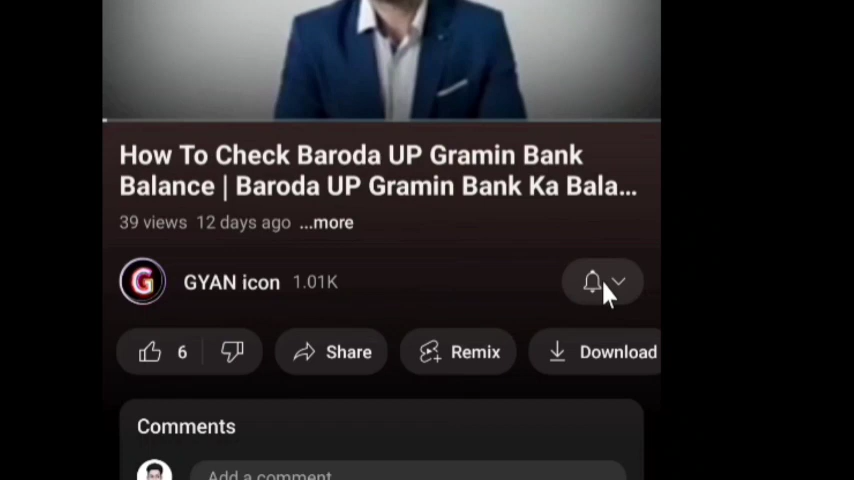 How To Check Baroda UP Gramin Bank
Balance | Baroda UP Gramin Bank Ka Bala...
39 views 12 days ago ...more
G GYAN icon 1.01K
6 Share Remix Download
Comments
Add a comment